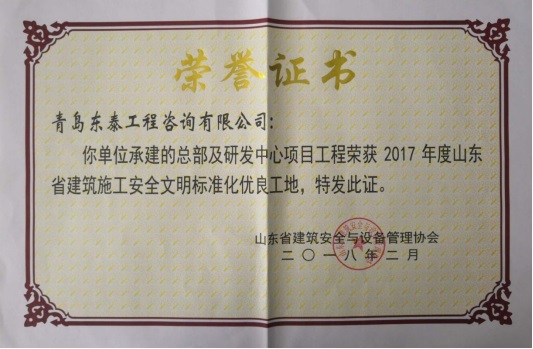 荣誉证书
青岛东泰工程咨询有限公司：
你单位承建的总部及研发中心项目工程荣获 2017 年度山东
省建筑施工安全文明标准化优良工地，特发此证。
山东省建筑安全与设备管理协会
二〇一八年二月